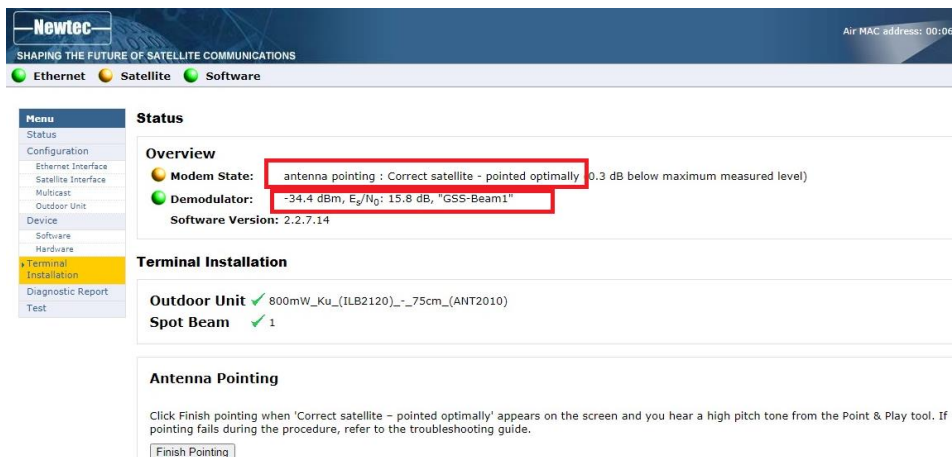 Newtec
Air MAC address: 00:06
SHAPING THE FUTURE OF SATELLITE COMMUNICATIONS
Ethernet Satellite Software
Menu
Status
Configuration
Ethernet Interface
Satellite Interface
Multicast
Outdoor Unit
Device
Software
Hardware
Terminal
Installation
Diagnostic Report
Test
Status
Overview
Modem State: antenna pointing : Correct satellite - pointed optimally 0.3 dB below maximum measured level)
Demodulator: -34.4 dBm, Es/N0: 15.8 dB, "GSS-Beam1"
Software Version: 2.2.7.14
Terminal Installation
Outdoor Unit ✓ 800mW_Ku_(ILB2120)_-_75cm_(ANT2010)
Spot Beam ✓ 1
Antenna Pointing
Click Finish pointing when 'Correct satellite – pointed optimally' appears on the screen and you hear a high pitch tone from the Point & Play tool. If
pointing fails during the procedure, refer to the troubleshooting guide.
Finish Pointing